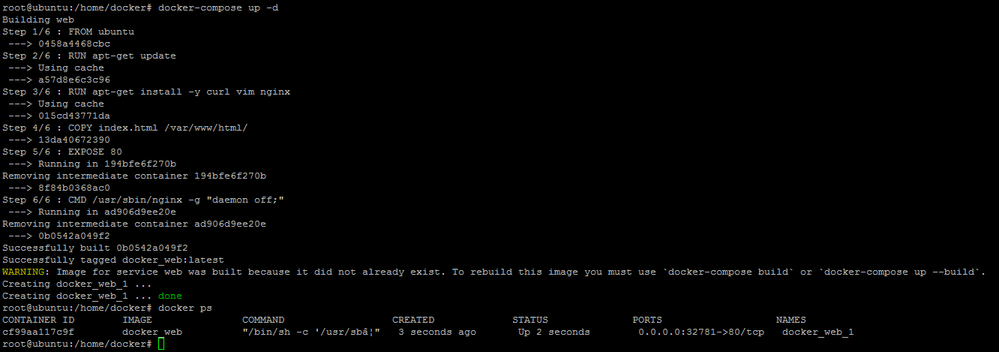 root@ubuntu:/home/docker# docker-compose up -d
Building web
Step 1/6 : FROM ubuntu
 ---> 0458a4468cbc
Step 2/6 : RUN apt-get update
 ---> Using cache
 ---> a57d8e6c3c96
Step 3/6 : RUN apt-get install -y curl vim nginx
 ---> Using cache
 ---> 015cd43771da
Step 4/6 : COPY index.html /var/www/html/
 ---> 13da40672390
Step 5/6 : EXPOSE 80
 ---> Running in 194bfe6f270b
Removing intermediate container 194bfe6f270b
 ---> 8f84b0368ac0
Step 6/6 : CMD /usr/sbin/nginx -g "daemon off;"
 ---> Running in ad906d9ee20e
Removing intermediate container ad906d9ee20e
 ---> 0b0542a049f2
Successfully built 0b0542a049f2
Successfully tagged docker_web:latest
WARNING: Image for service web was built because it did not already exist. To rebuild this image you must use `docker-compose build` or `docker-compose up --build`.
Creating docker_web_1 ...
Creating docker_web_1 ... done
root@ubuntu:/home/docker# docker ps
CONTAINER ID        IMAGE               COMMAND                  CREATED             STATUS              PORTS                   NAMES
cf99aa117c9f        docker_web          "/bin/sh -c '/usr/sbâ¦"   3 seconds ago       Up 2 seconds        0.0.0.0:32781->80/tcp   docker_web_1
root@ubuntu:/home/docker#